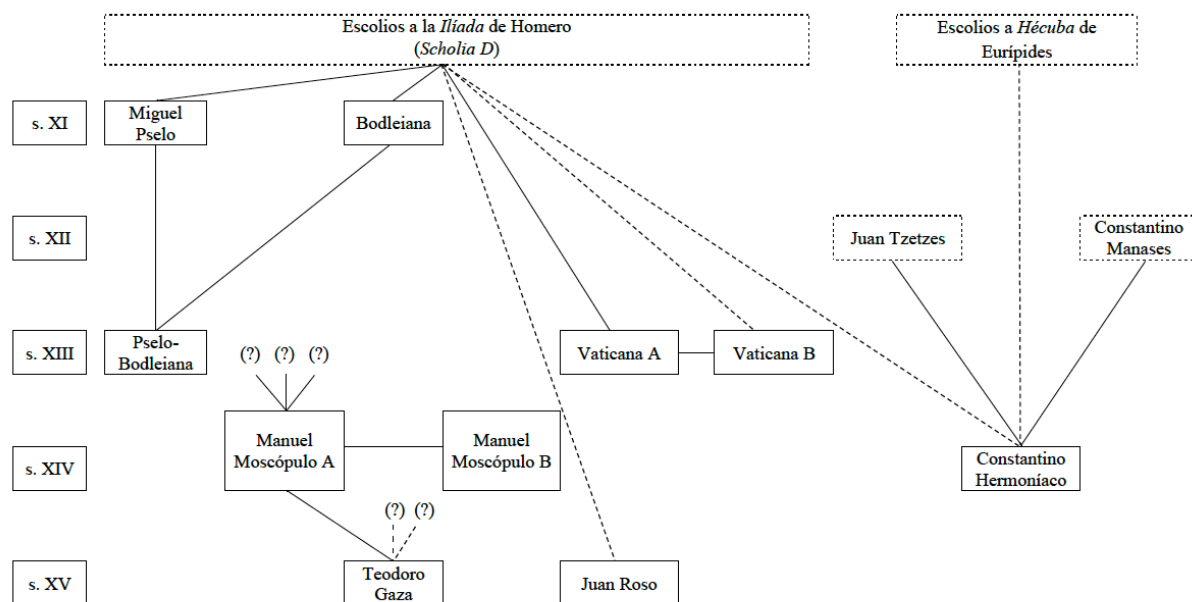 Escolios a la Ilíada de Homero
(Scholia D)
Escolios a Hécuba de
Eurípides
s. XI
Miguel
Pselo
Bodleiana
s. XII
Juan Tzetzes
Constantino
Manases
s. XIII
Pselo-
Bodleiana
(?) (?) (?)
Vaticana A
Vaticana B
s. XIV
Manuel
Moscópulo A
Manuel
Moscópulo B
Constantino
Hermoníaco
(?) (?)
s. XV
Teodoro
Gaza
Juan Roso